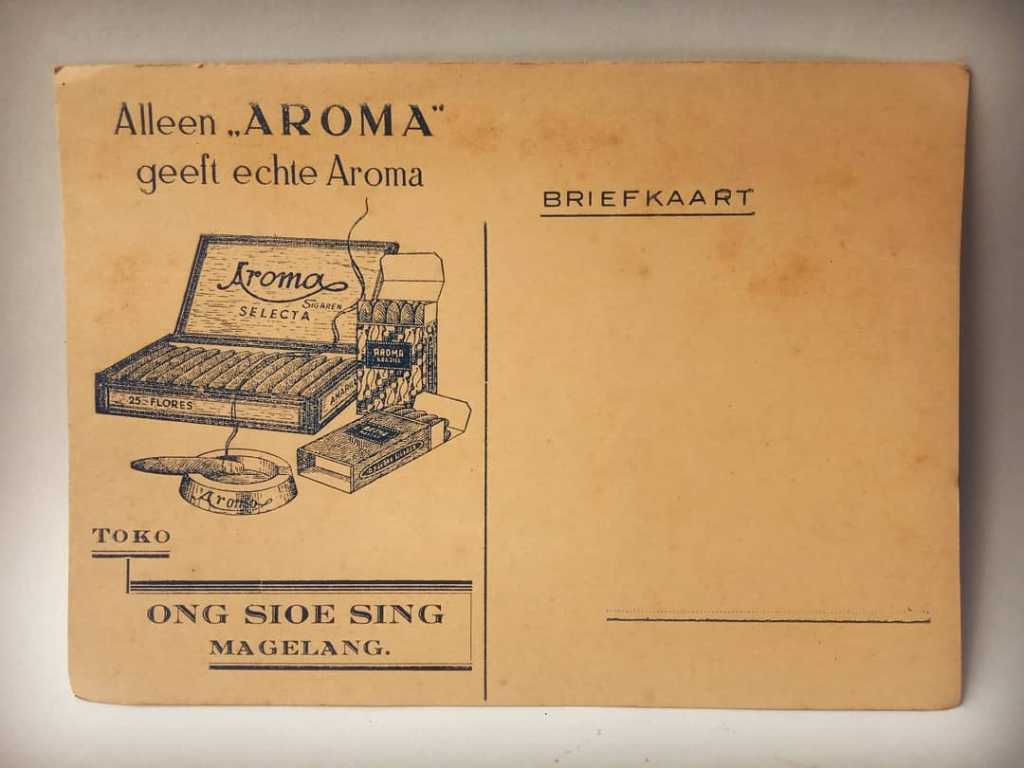 Alleen „AROMA"
geeft echte Aroma
BRIEFKAART
Aroma
SIGAREN
SELECTA
AROMA
25 - FLORES
Aroma
TOKO
ONG SIOE SING
MAGELANG.